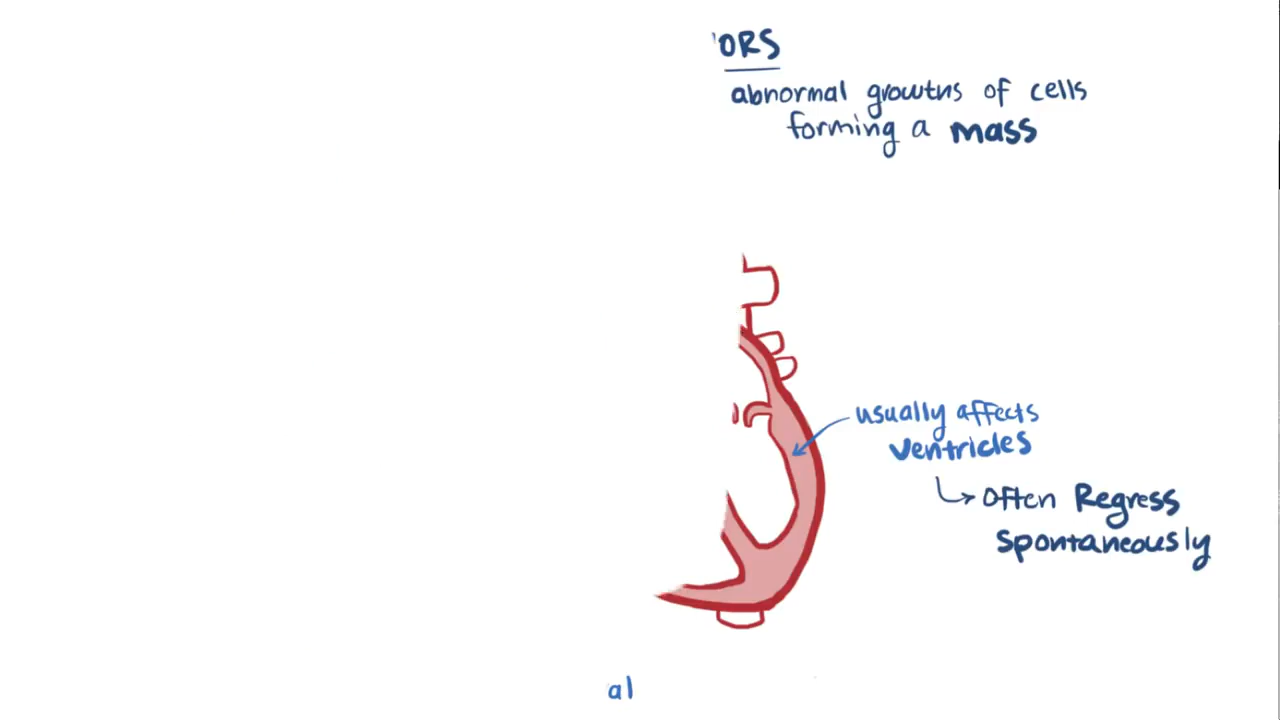 ORS
abnormal growths of cells
forming a mass
usually affects
ventricles
Often Regress
Spontaneously
al